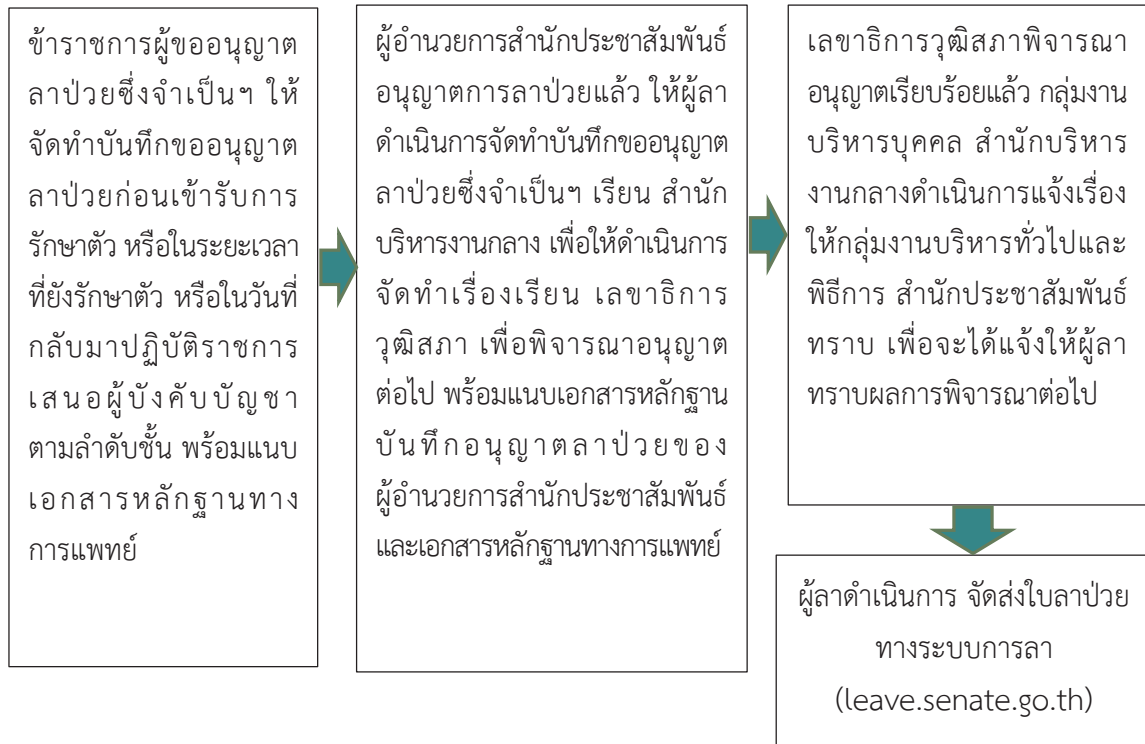 ข้าราชการผู้ขออนุญาต
ลาป่วยซึ่งจำเป็นฯ ให้
จัดทำบันทึกขออนุญาต
ลาป่วยก่อนเข้ารับการ
รักษาตัว หรือในระยะเวลา
ที่ยังรักษาตัว หรือในวันที่
กลับมาปฏิบัติราชการ
เสนอผู้บังคับบัญชา
ตามลำดับชั้น พร้อมแนบ
เอกสารหลักฐานทาง
การแพทย์
ผู้อำนวยการสำนักประชาสัมพันธ์
อนุญาตการลาป่วยแล้ว ให้ผู้ลา
ดำเนินการจัดทำบันทึกขออนุญาต
ลาป่วยซึ่งจำเป็นฯ เรียน สำนัก
บริหารงานกลาง เพื่อให้ดำเนินการ
จัดทำเรื่องเรียน เลขาธิการ
วุฒิสภา เพื่อพิจารณาอนุญาต
ต่อไป พร้อมแนบเอกสารหลักฐาน
บันทึกอนุญาตลาป่วยของ
ผู้อำนวยการสำนักประชาสัมพันธ์
และเอกสารหลักฐานทางการแพทย์
เลขาธิการวุฒิสภาพิจารณา
อนุญาตเรียบร้อยแล้ว กลุ่มงาน
บริหารบุคคล สำนักบริหาร
งานกลางดำเนินการแจ้งเรื่อง
ให้กลุ่มงานบริหารทั่วไปและ
พิธีการ สำนักประชาสัมพันธ์
ทราบ เพื่อจะได้แจ้งให้ผู้ลา
ทราบผลการพิจารณาต่อไป
ผู้ลาดำเนินการ จัดส่งใบลาป่วย
ทางระบบการลา
(leave.senate.go.th)